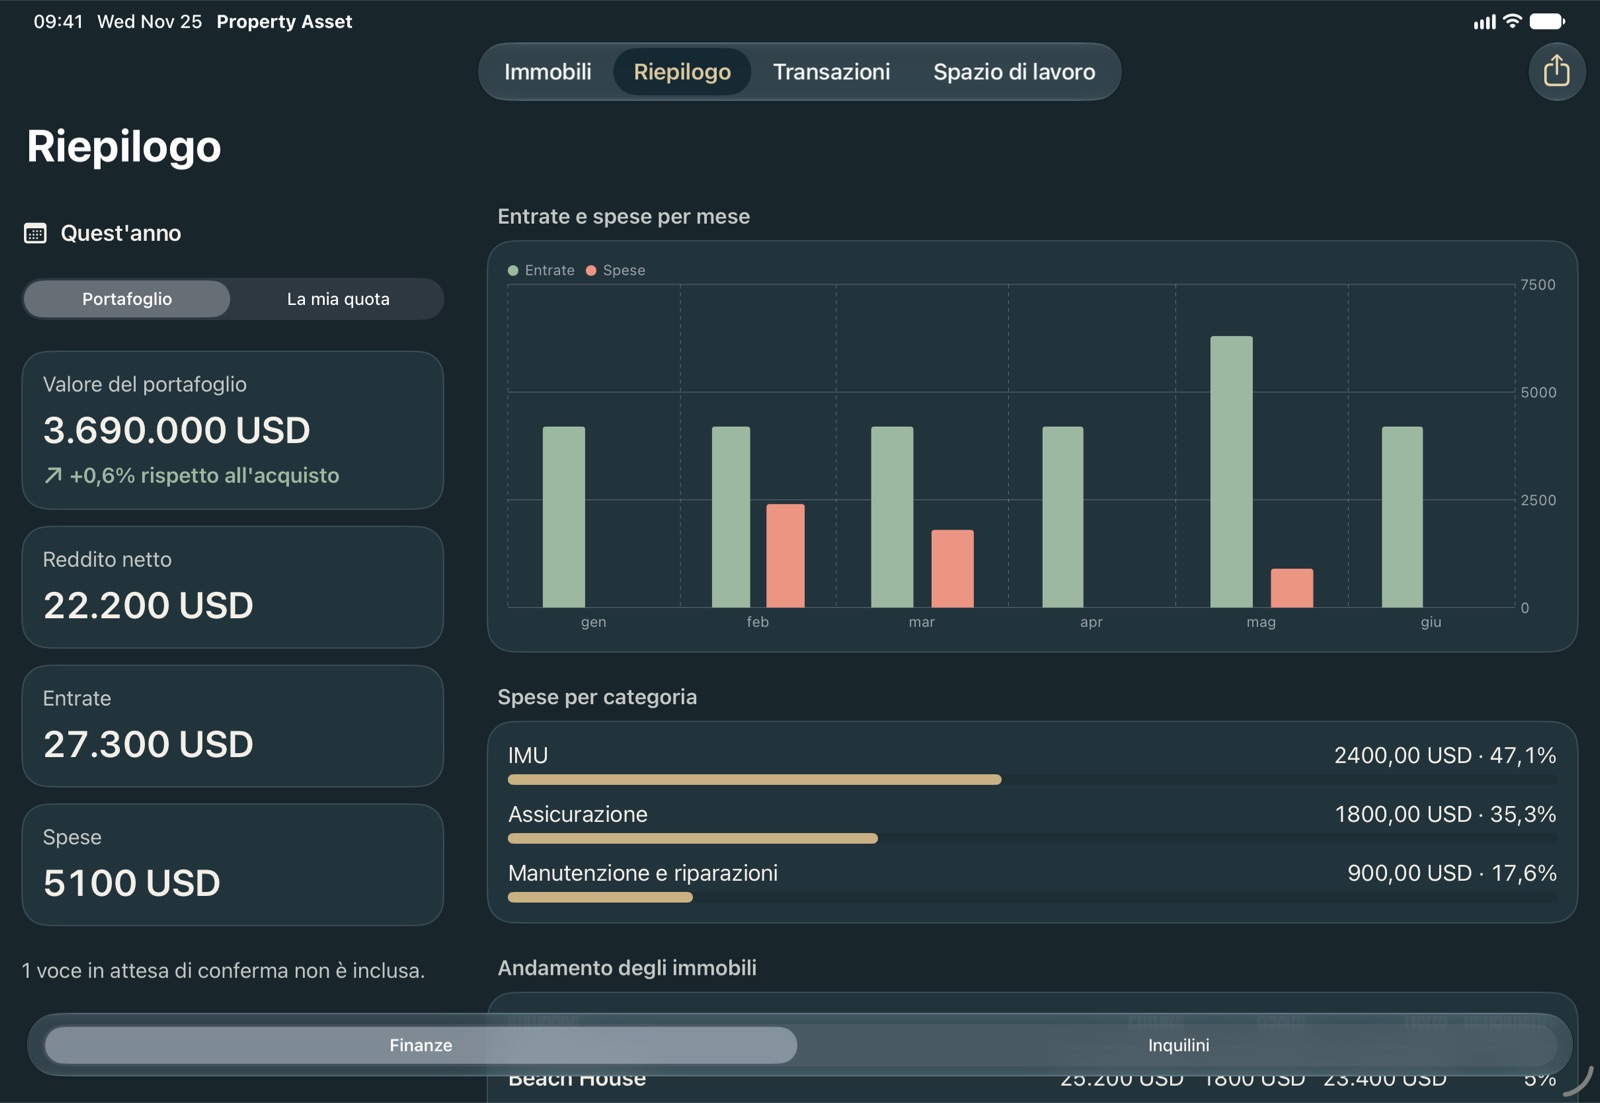 09:41 Wed Nov 25 Property Asset
Immobili Riepilogo Transazioni Spazio di lavoro
Riepilogo
Quest'anno
Portafoglio La mia quota
Valore del portafoglio
3.690.000 USD
+0,6% rispetto all'acquisto
Reddito netto
22.200 USD
Entrate
27.300 USD
Spese
5100 USD
1 voce in attesa di conferma non è inclusa.
Entrate e spese per mese
Entrate Spese
7500
5000
2500
0
gen feb mar apr mag giu
Spese per categoria
IMU 2400,00 USD · 47,1%
Assicurazione 1800,00 USD · 35,3%
Manutenzione e riparazioni 900,00 USD · 17,6%
Andamento degli immobili
Finanze Inquilini
Beach House 25.200 USD 1800 USD 23.400 USD 5%